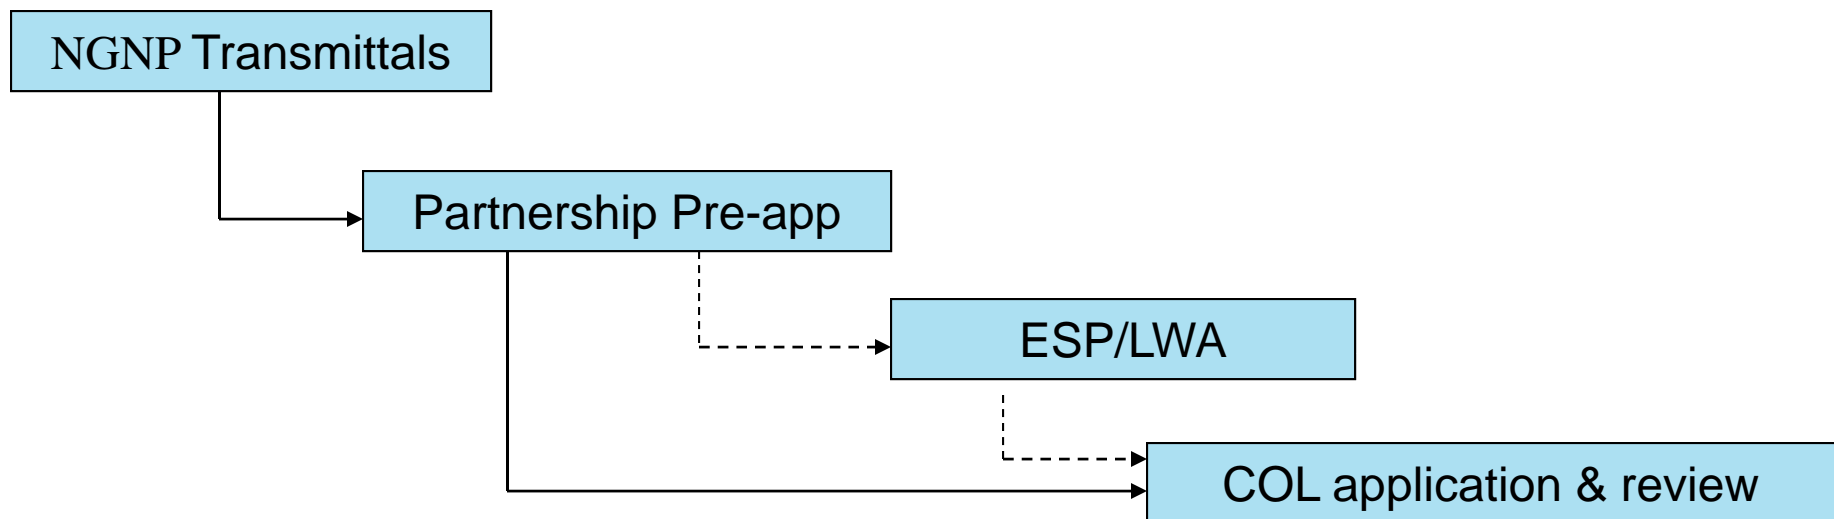 NGNP Transmittals
Partnership Pre-app
ESP/LWA
COL application & review